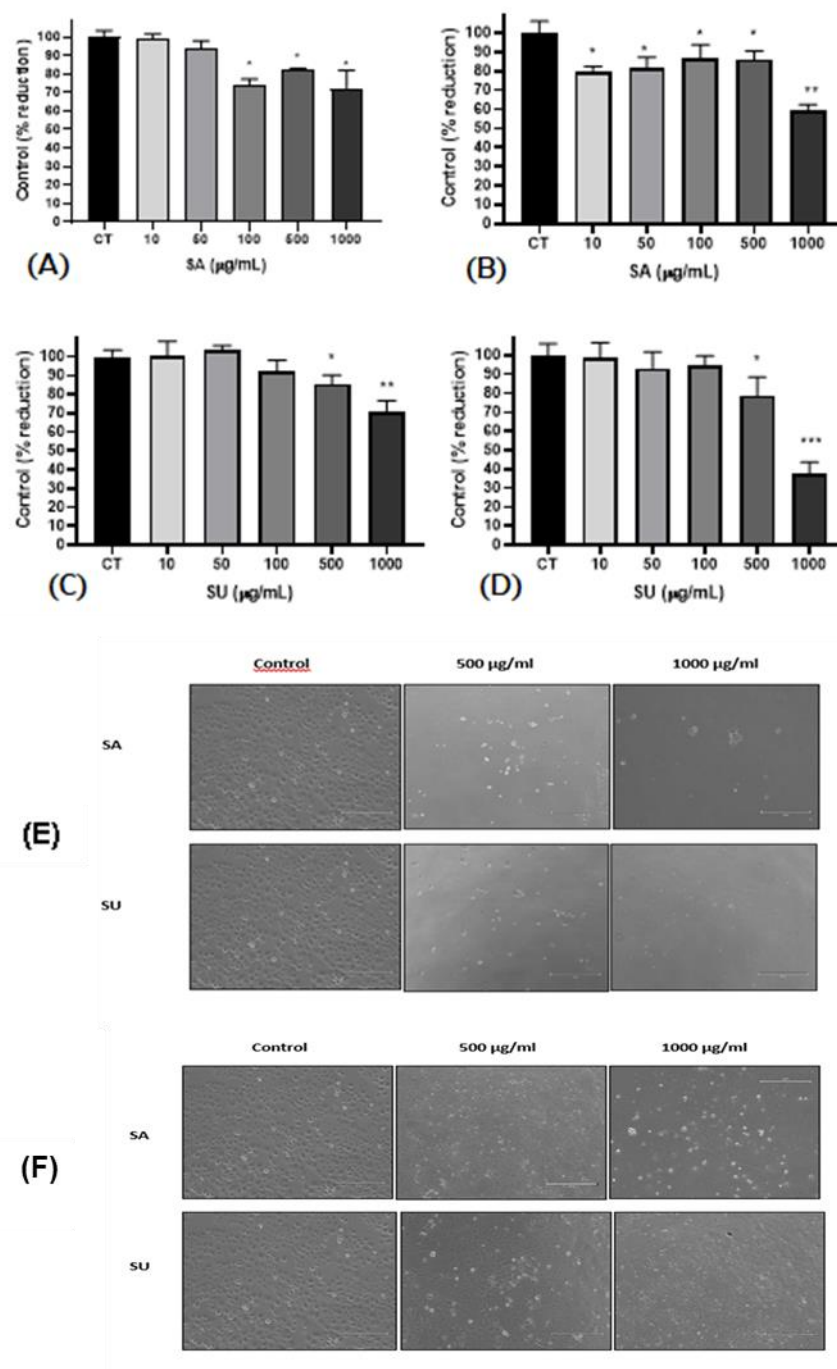 Control (% reduction)
100
90
80
70
60
50
40
30
20
10
0
* * *
CT 10 50 100 500 1000
SA (µg/mL)
(A)
Control (% reduction)
100
90
80
70
60
50
40
30
20
10
0
* * * * **
CT 10 50 100 500 1000
SA (µg/mL)
(B)
Control (% reduction)
100
90
80
70
60
50
40
30
20
10
0
* **
CT 10 50 100 500 1000
SU (µg/mL)
(C)
Control (% reduction)
100
90
80
70
60
50
40
30
20
10
0
* ***
CT 10 50 100 500 1000
SU (µg/mL)
(D)
Control 500 µg/ml 1000 µg/ml
SA
(E)
SU
Control 500 µg/ml 1000 µg/ml
SA
(F)
SU